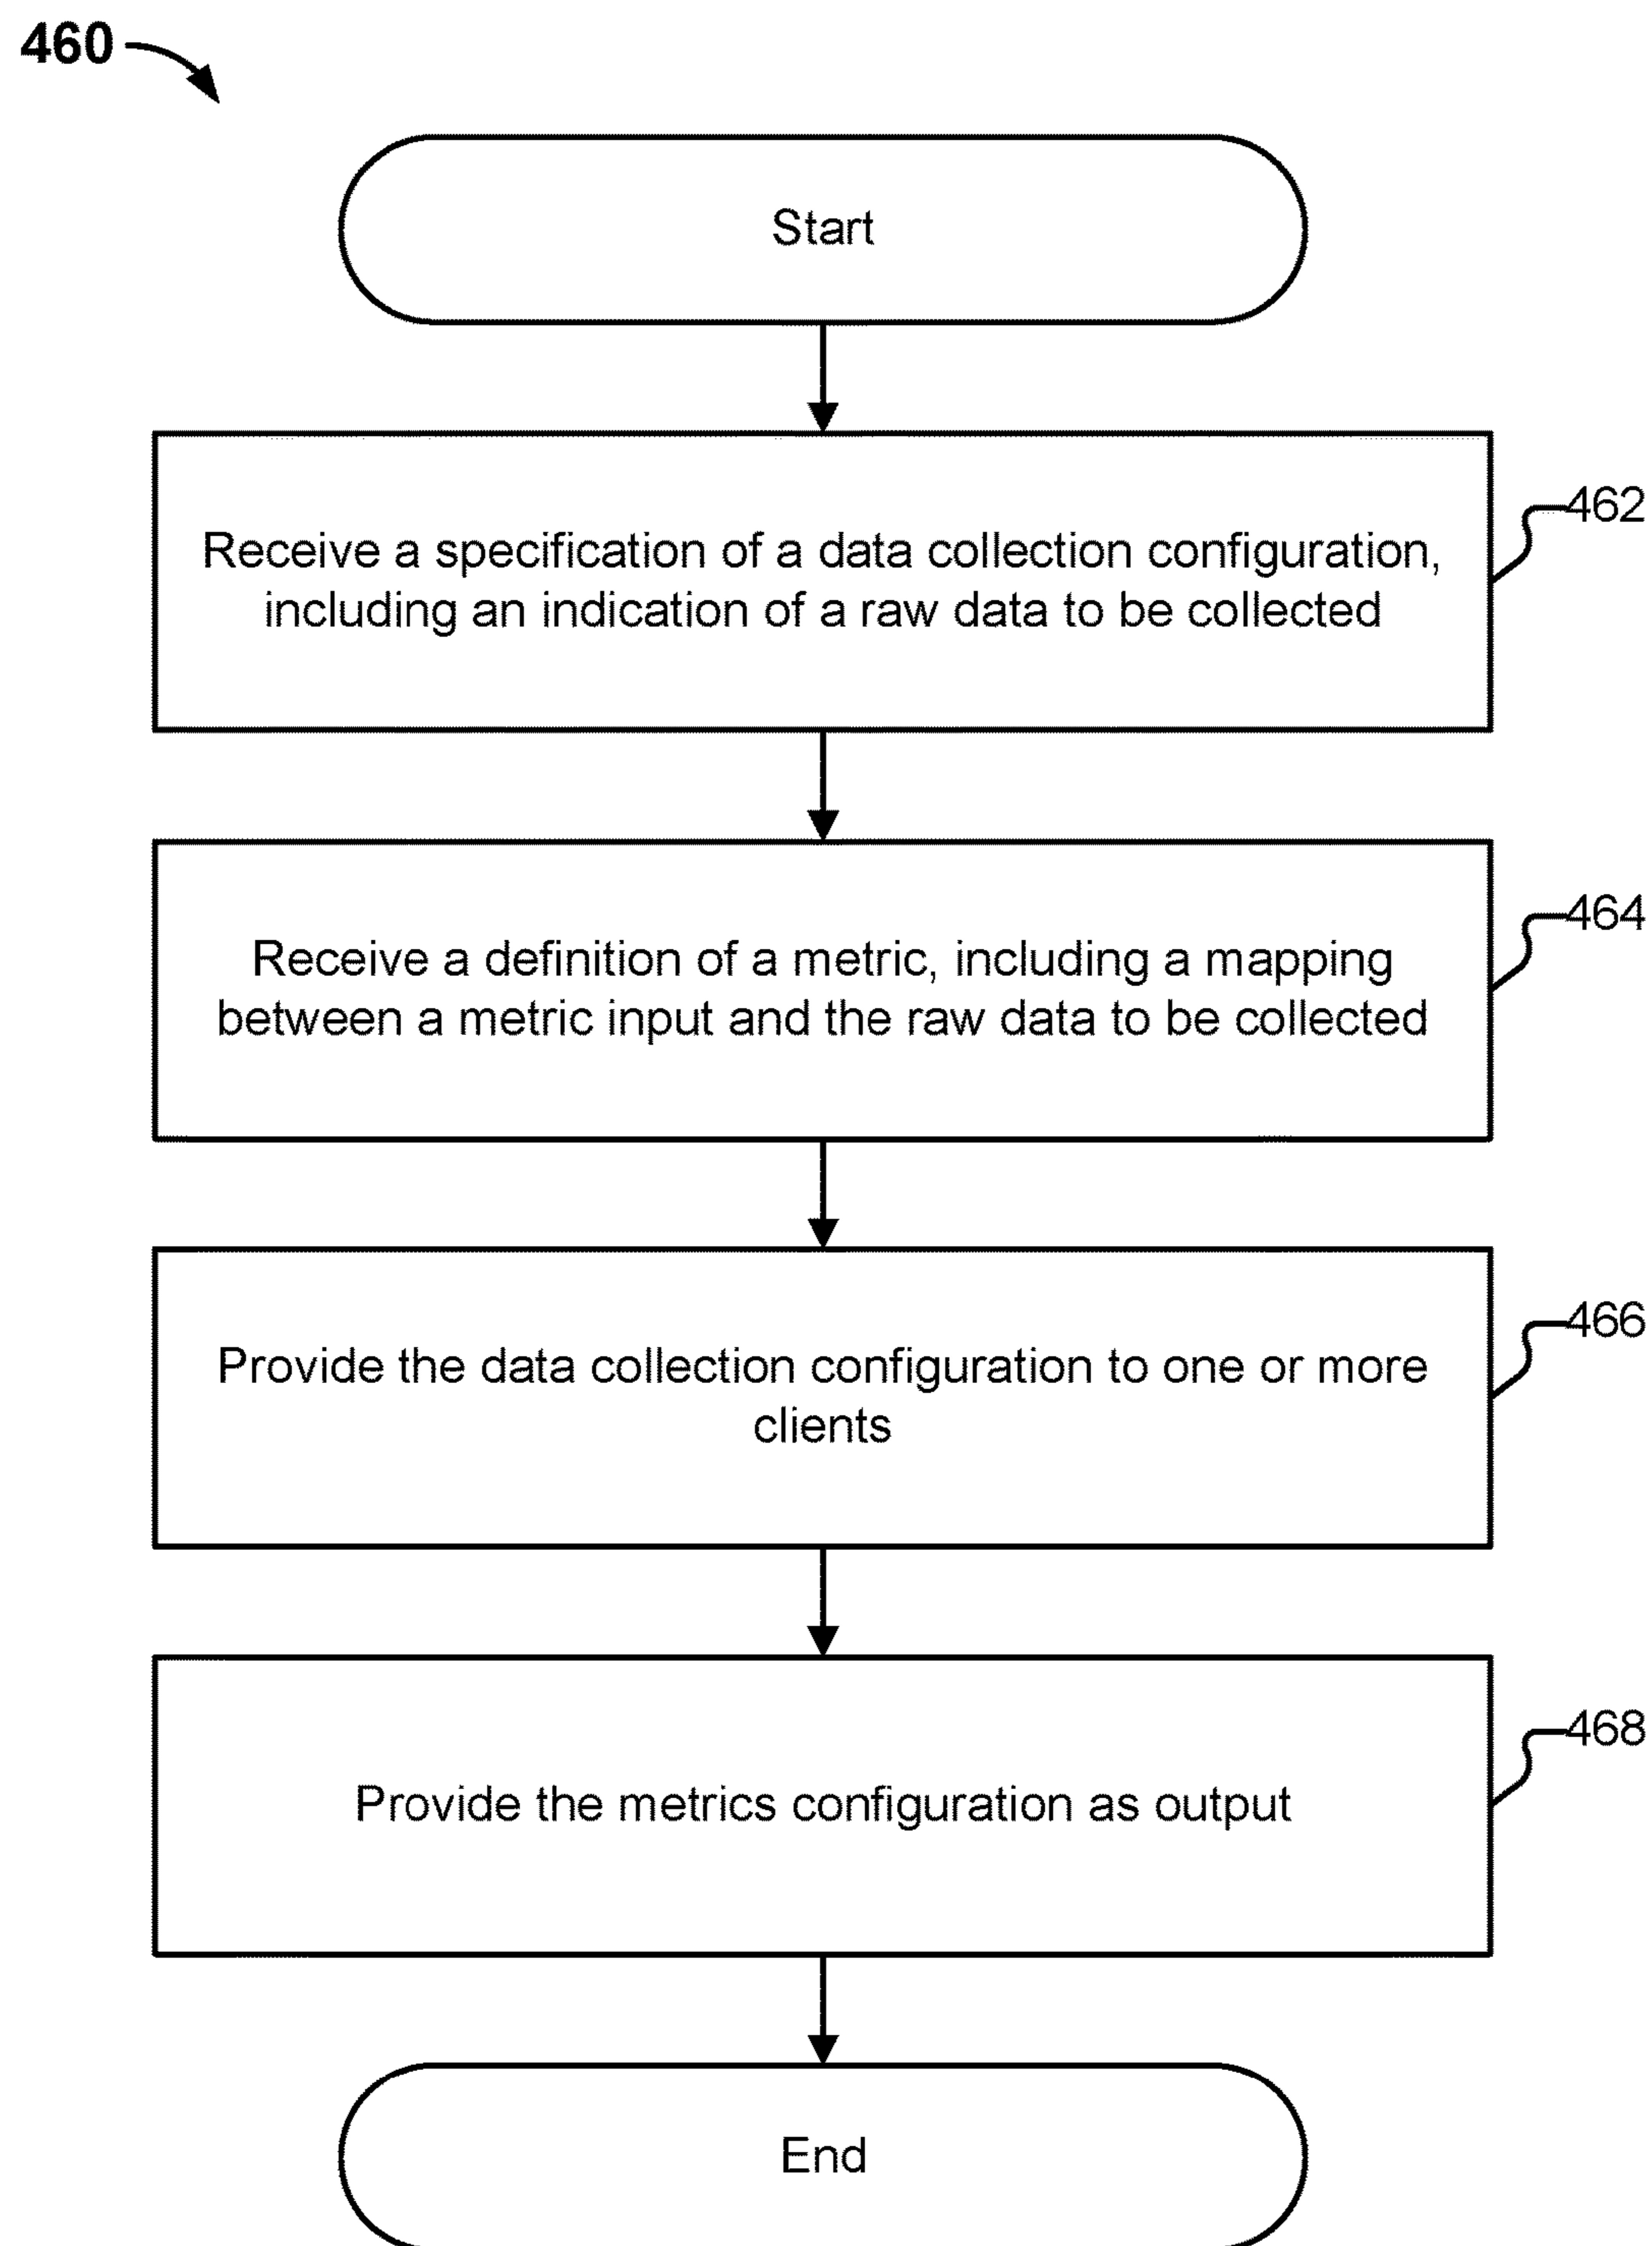 460
Start
Receive a specification of a data collection configuration,
including an indication of a raw data to be collected
462
Receive a definition of a metric, including a mapping
between a metric input and the raw data to be collected
464
Provide the data collection configuration to one or more
clients
466
Provide the metrics configuration as output
468
End